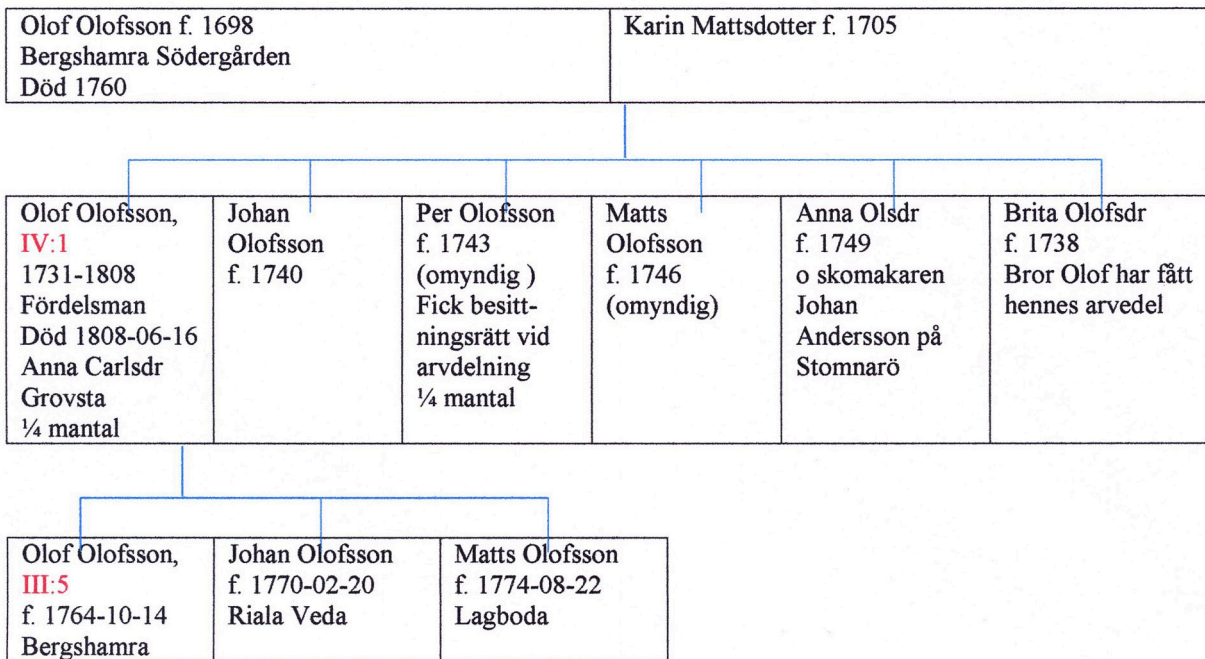 Olof Olofsson f. 1698
Bergshamra Södergården
Död 1760
Karin Mattsdotter f. 1705
Olof Olofsson,
IV:1
1731-1808
Fördelsman
Död 1808-06-16
Anna Carlsdr
Grovsta
¼ mantal
Johan
Olofsson
f. 1740
Per Olofsson
f. 1743
(omyndig )
Fick besitt-
ningsrätt vid
arvdelning
¼ mantal
Matts
Olofsson
f. 1746
(omyndig)
Anna Olsdr
f. 1749
o skomakaren
Johan
Andersson på
Stomnarö
Brita Olofsdr
f. 1738
Bror Olof har fått
hennes arvedel
Olof Olofsson,
III:5
f. 1764-10-14
Bergshamra
Johan Olofsson
f. 1770-02-20
Riala Veda
Matts Olofsson
f. 1774-08-22
Lagboda